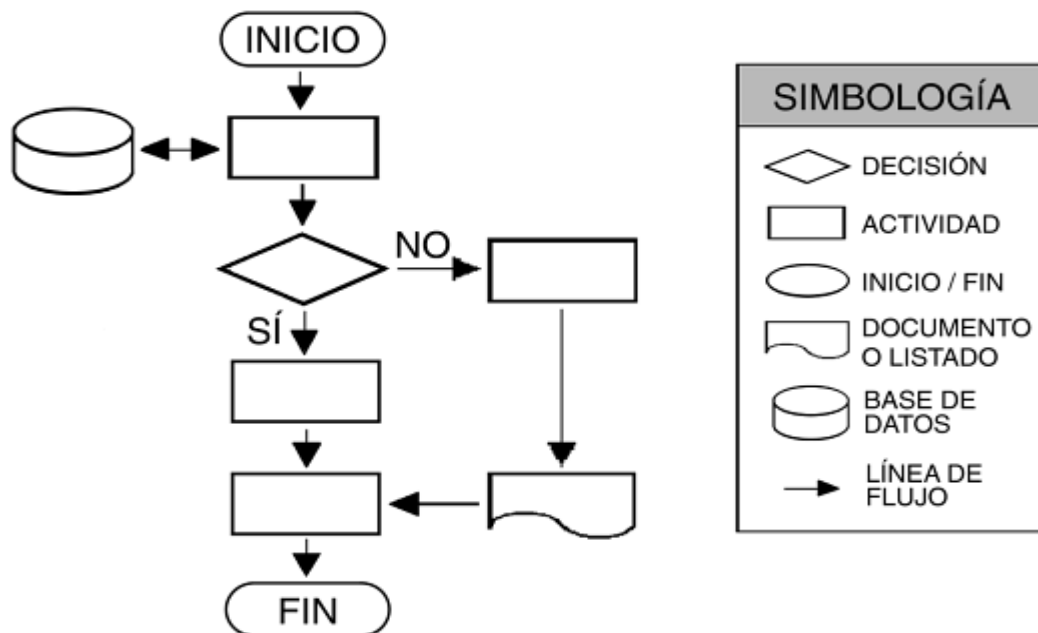 INICIO
NO
SÍ
FIN
SIMBOLOGÍA
DECISIÓN
ACTIVIDAD
INICIO / FIN
DOCUMENTO
O LISTADO
BASE DE
DATOS
LÍNEA DE
FLUJO